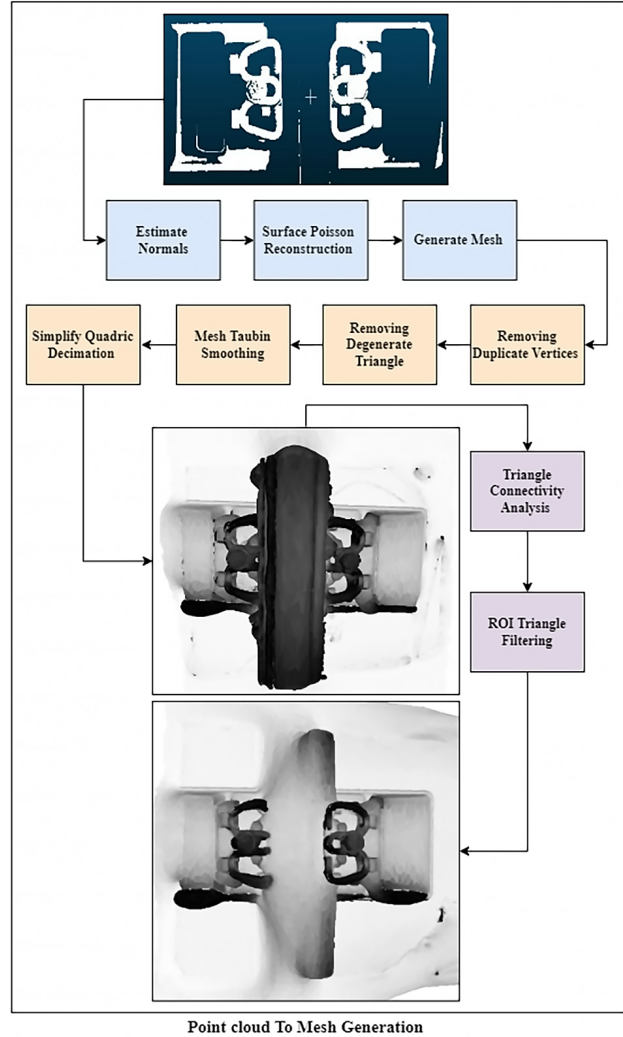 Estimate
Normals
Surface Poisson
Reconstruction
Generate Mesh
Simplify Quadric
Decimation
Mesh Taubin
Smoothing
Removing
Degenerate
Triangle
Removing
Duplicate Vertices
Triangle
Connectivity
Analysis
ROI Triangle
Filtering
Point cloud To Mesh Generation